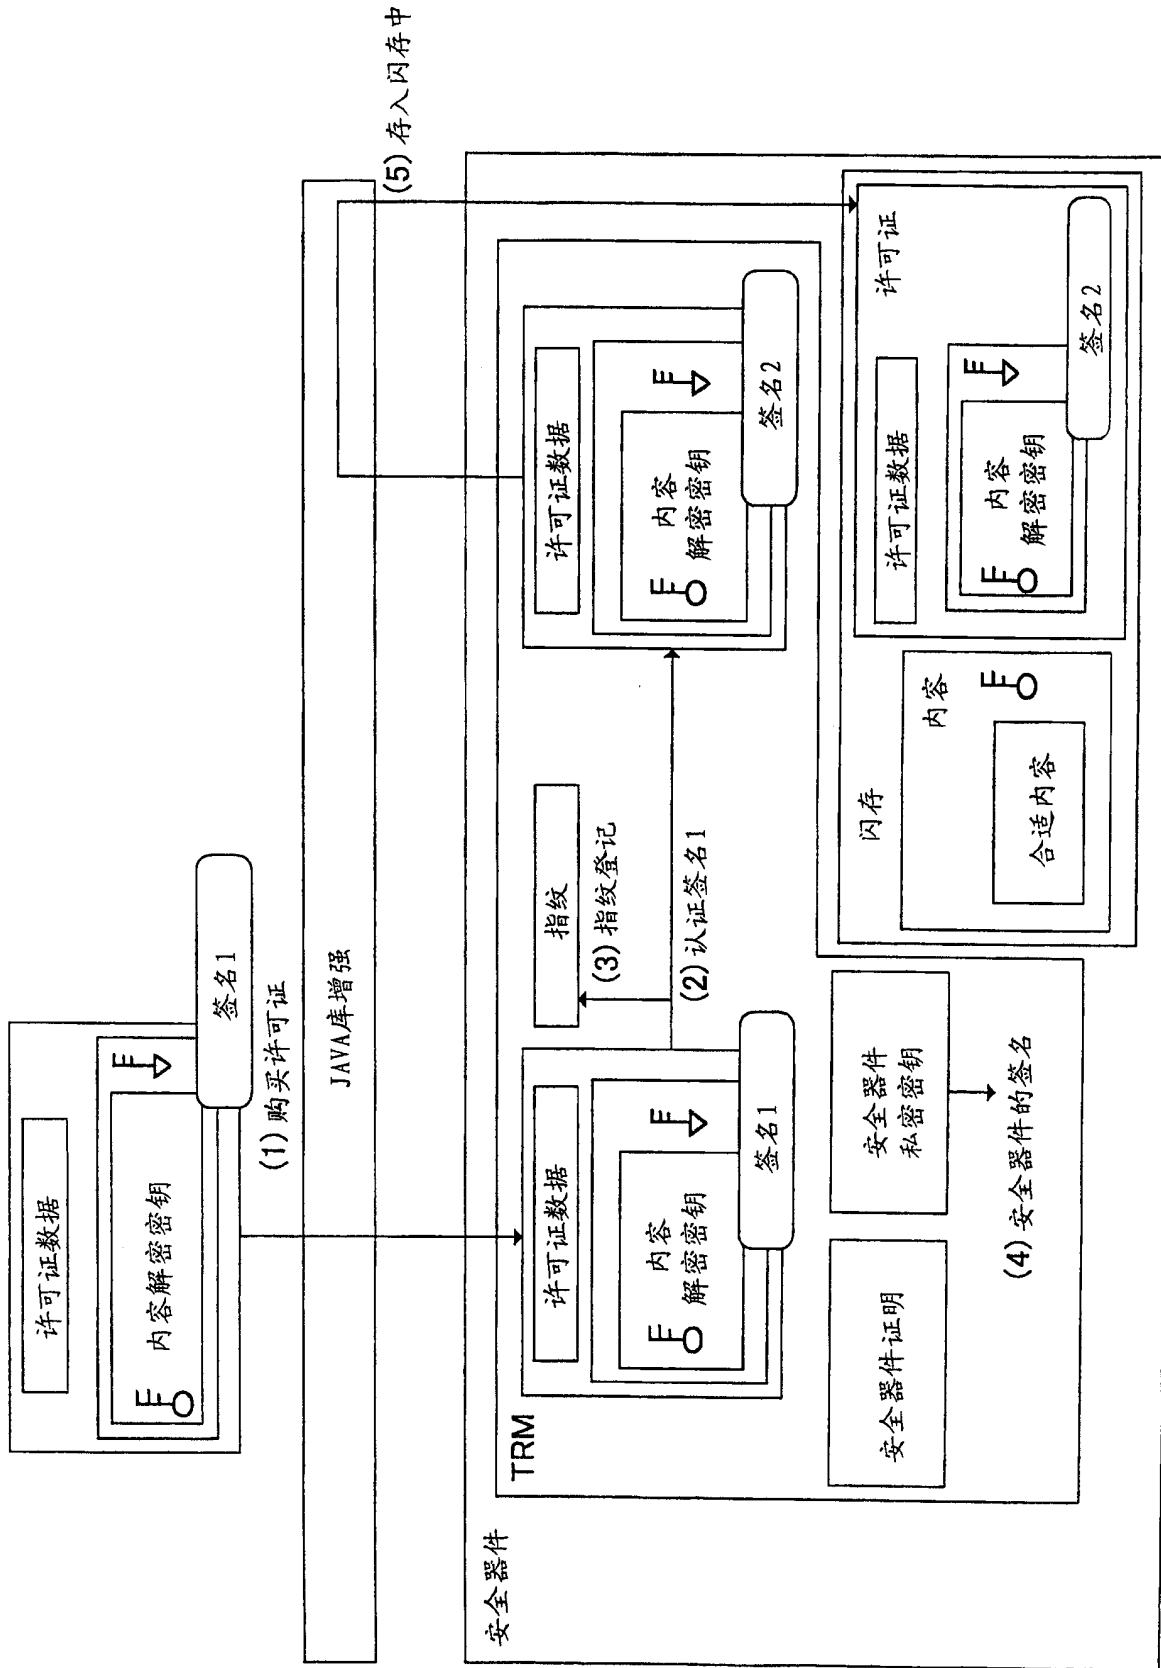 许可证数据
内容解密密钥
签名1
(1) 购买许可证
JAVA库增强
(5) 存入闪存中
安全器件
TRM
许可证数据
内容
解密密钥
签名1
指纹
(3) 指纹登记
(2) 认证签名1
许可证数据
内容
解密密钥
签名2
安全器件证明
安全器件
私密密钥
(4) 安全器件的签名
闪存
内容
合适内容
许可证
许可证数据
内容
解密密钥
签名2